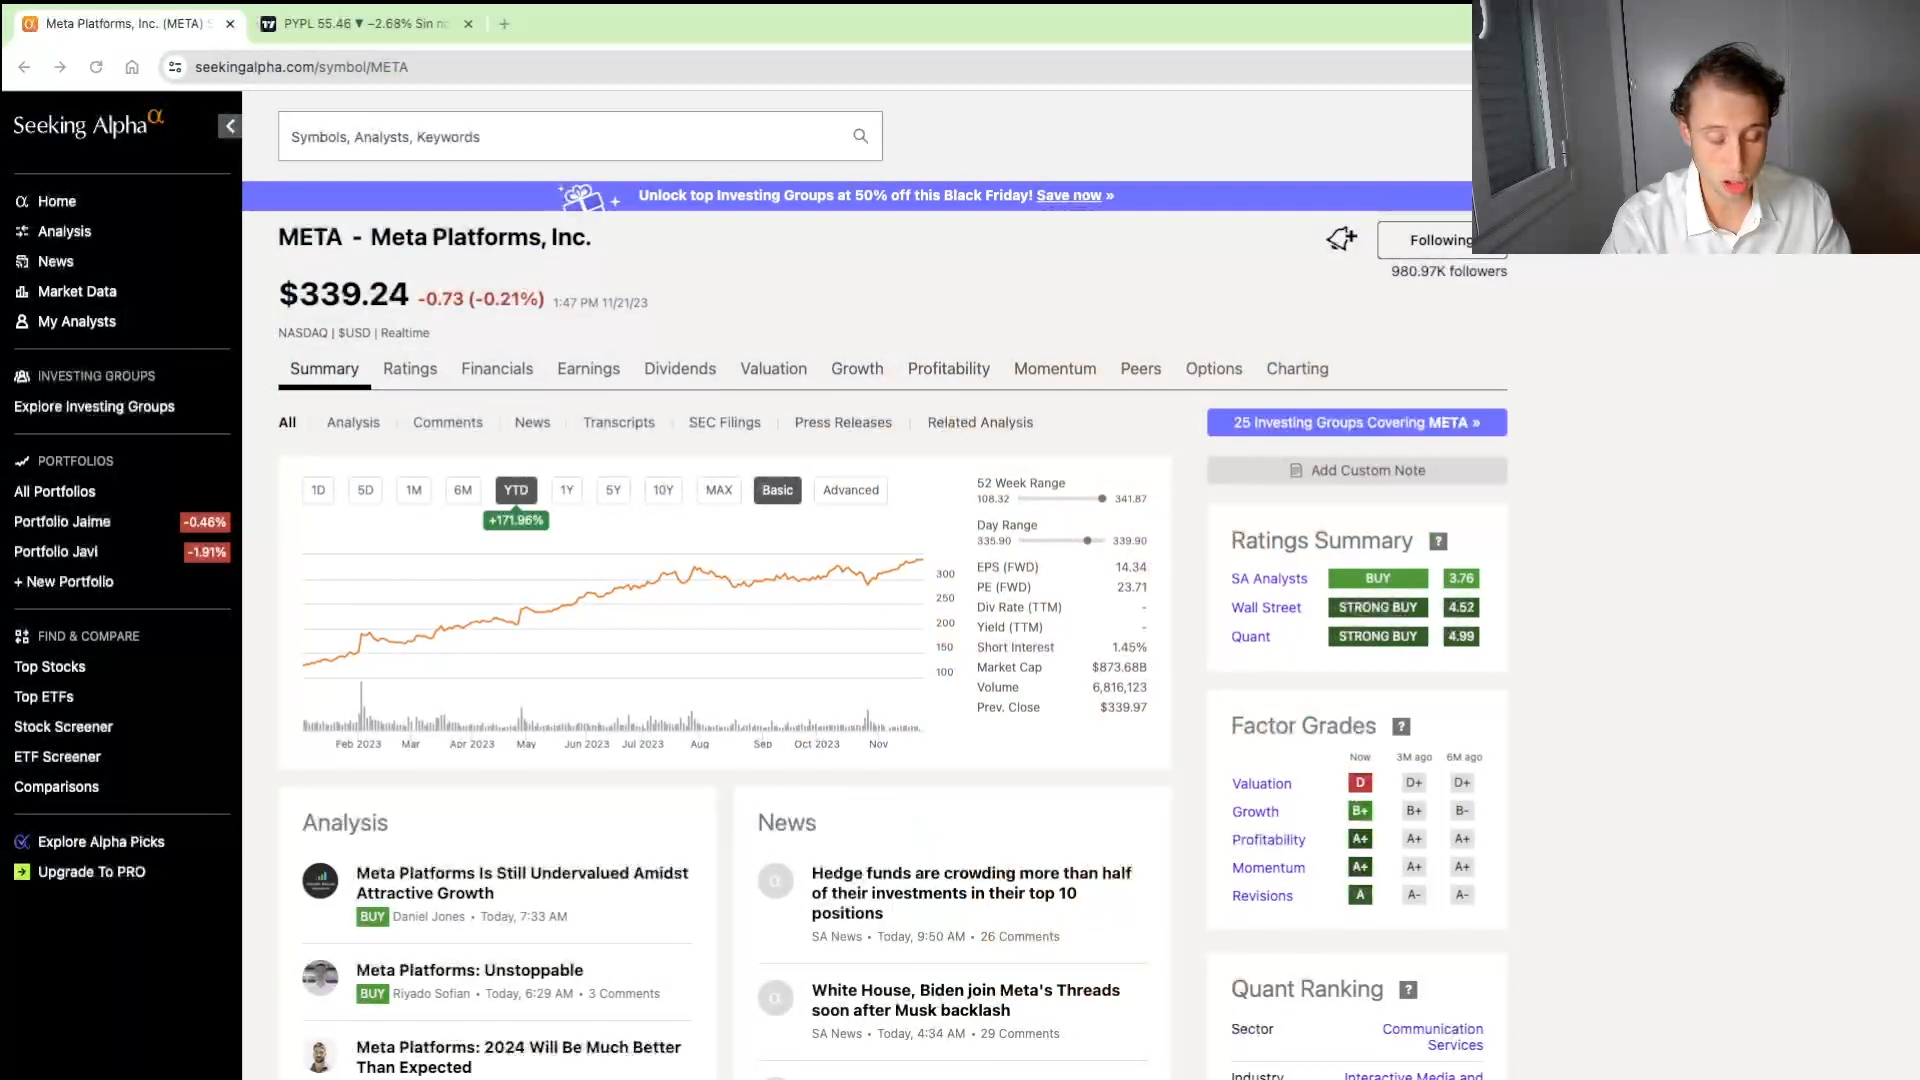 Meta Platforms, Inc. (META)
PYPL 55.46 ▼ −2.68% Sin
seekingalpha.com/symbol/META
Seeking Alpha α
Symbols, Analysts, Keywords
Unlock top Investing Groups at 50% off this Black Friday! Save now »
Home
Analysis
News
Market Data
My Analysts
INVESTING GROUPS
Explore Investing Groups
PORTFOLIOS
All Portfolios
Portfolio Jaime -0.46%
Portfolio Javi -1.91%
+ New Portfolio
FIND & COMPARE
Top Stocks
Top ETFs
Stock Screener
ETF Screener
Comparisons
Explore Alpha Picks
Upgrade To PRO
META - Meta Platforms, Inc.
Following
980.97K followers
$339.24 -0.73 (-0.21%) 1:47 PM 11/21/23
NASDAQ | $USD | Realtime
Summary Ratings Financials Earnings Dividends Valuation Growth Profitability Momentum Peers Options Charting
All Analysis Comments News Transcripts SEC Filings Press Releases Related Analysis
1D 5D 1M 6M YTD 1Y 5Y 10Y MAX Basic Advanced
+171.96%
300
250
200
150
100
Feb 2023 Mar Apr 2023 May Jun 2023 Jul 2023 Aug Sep Oct 2023 Nov
52 Week Range
108.32 341.87
Day Range
335.90 339.90
EPS (FWD) 14.34
PE (FWD) 23.71
Div Rate (TTM) -
Yield (TTM) -
Short Interest 1.45%
Market Cap $873.68B
Volume 6,816,123
Prev. Close $339.97
25 Investing Groups Covering META »
Add Custom Note
Ratings Summary ?
SA Analysts BUY 3.76
Wall Street STRONG BUY 4.52
Quant STRONG BUY 4.99
Factor Grades ?
Now 3M ago 6M ago
Valuation D D+ D+
Growth B+ B+ B-
Profitability A+ A+ A+
Momentum A+ A+ A+
Revisions A A- A-
Quant Ranking ?
Sector Communication
Services
Industry Interactive Media and
Analysis
Meta Platforms Is Still Undervalued Amidst
Attractive Growth
BUY Daniel Jones • Today, 7:33 AM
Meta Platforms: Unstoppable
BUY Riyado Sofian • Today, 6:29 AM • 3 Comments
Meta Platforms: 2024 Will Be Much Better
Than Expected
News
Hedge funds are crowding more than half
of their investments in their top 10
positions
SA News • Today, 9:50 AM • 26 Comments
White House, Biden join Meta's Threads
soon after Musk backlash
SA News • Today, 4:34 AM • 29 Comments